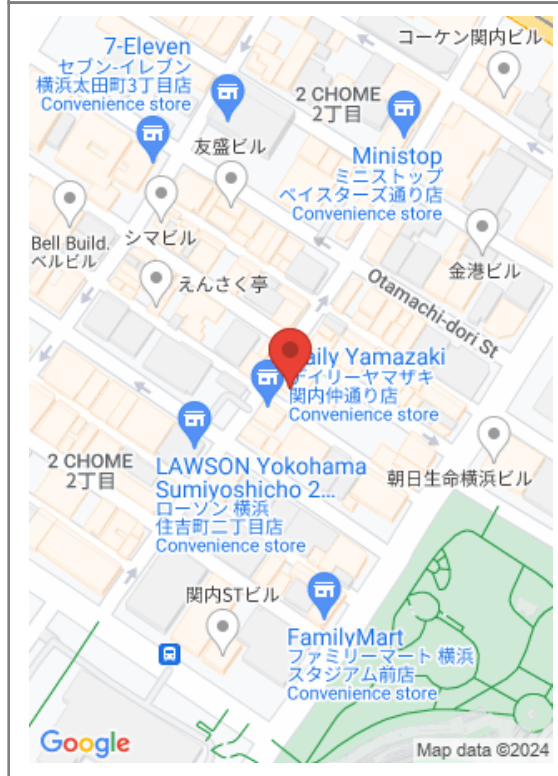 コーケン関内ビル
7-Eleven
セブン-イレブン
横浜太田町3丁目店
Convenience store
2 CHOME
2丁目
友盛ビル
Ministop
ミニストップ
ベイスターズ通り店
Convenience store
Bell Build.
ベルビル
シマビル
金港ビル
えんさく亭
Otamachi-dori St
aily Yamazaki
デイリーヤマザキ
関内仲通り店
Convenience store
2 CHOME
2丁目
LAWSON Yokohama
Sumiyoshicho 2...
ローソン 横浜
住吉町二丁目店
Convenience store
朝日生命横浜ビル
関内STビル
FamilyMart
ファミリーマート 横浜
スタジアム前店
Convenience store
Google
Map data ©2024